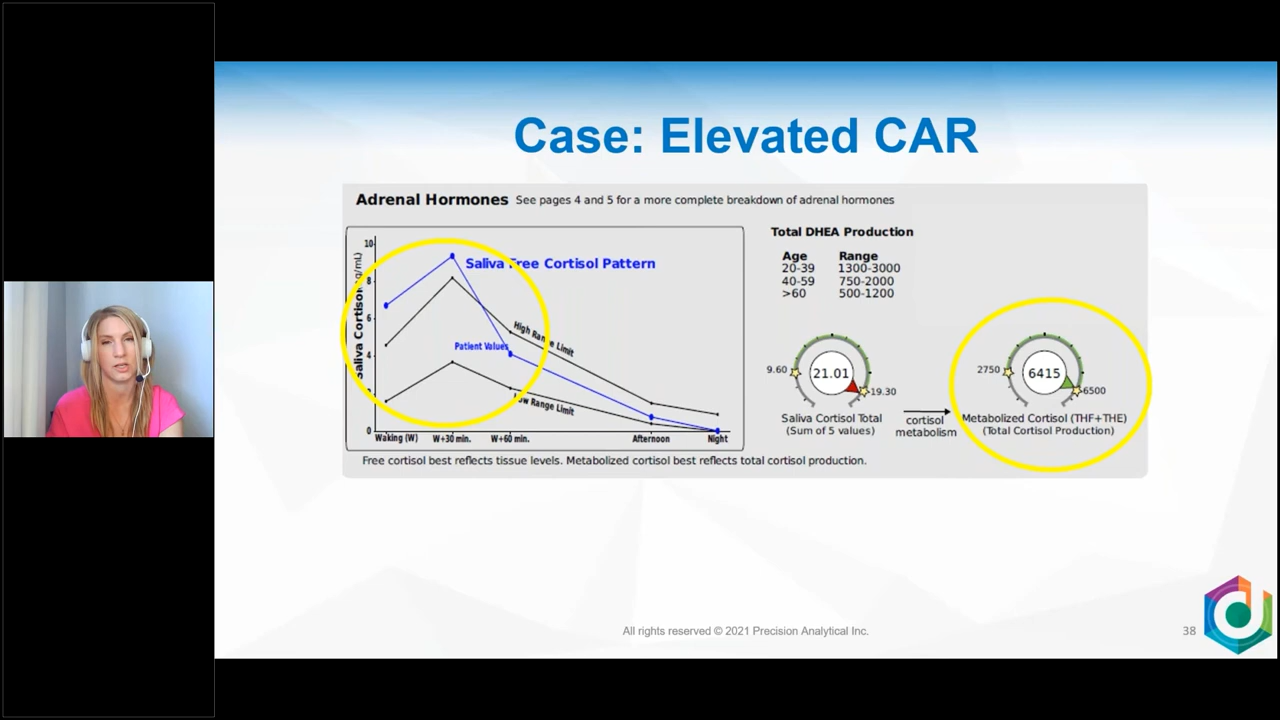 Case: Elevated CAR
Adrenal Hormones See pages 4 and 5 for a more complete breakdown of adrenal hormones
Saliva Free Cortisol Pattern
Saliva Cortisol
10
8
6
4
0
High Range Limit
Patient Values
Low Range Limit
Waking (W)
W+30 min.
W+60 min.
Afternoon
Night
Total DHEA Production
Age Range
20-39 1300-3000
40-59 750-2000
>60 500-1200
9.60
21.01
19.30
Saliva Cortisol Total
(Sum of 5 values)
cortisol
metabolism
2750
6415
6500
Metabolized Cortisol (THF+THE)
(Total Cortisol Production)
Free cortisol best reflects tissue levels. Metabolized cortisol best reflects total cortisol production.
All rights reserved © 2021 Precision Analytical Inc.
38